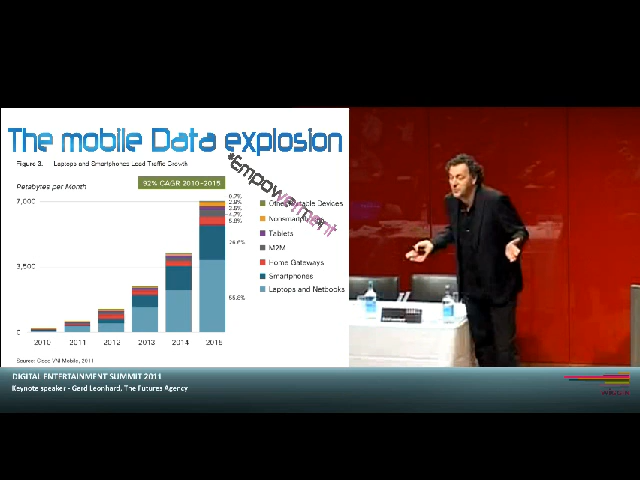 The mobile Data explosion
Figure 3. Laptops and Smartphones Lead Traffic Growth
*Empowerment
Petabytes per Month
92% CAGR 2010-2015
7,000
3,500
0
2010 2011 2012 2013 2014 2015
55.8%
Other Portable Devices
Tablets
M2M
Home Gateways
Smartphones
Laptops and Netbooks
Source: Cisco VNI Mobile, 2011
DIGITAL ENTERTAINMENT SUMMIT 2011
Keynote speaker - Gerd Leonhard, The Futures Agency